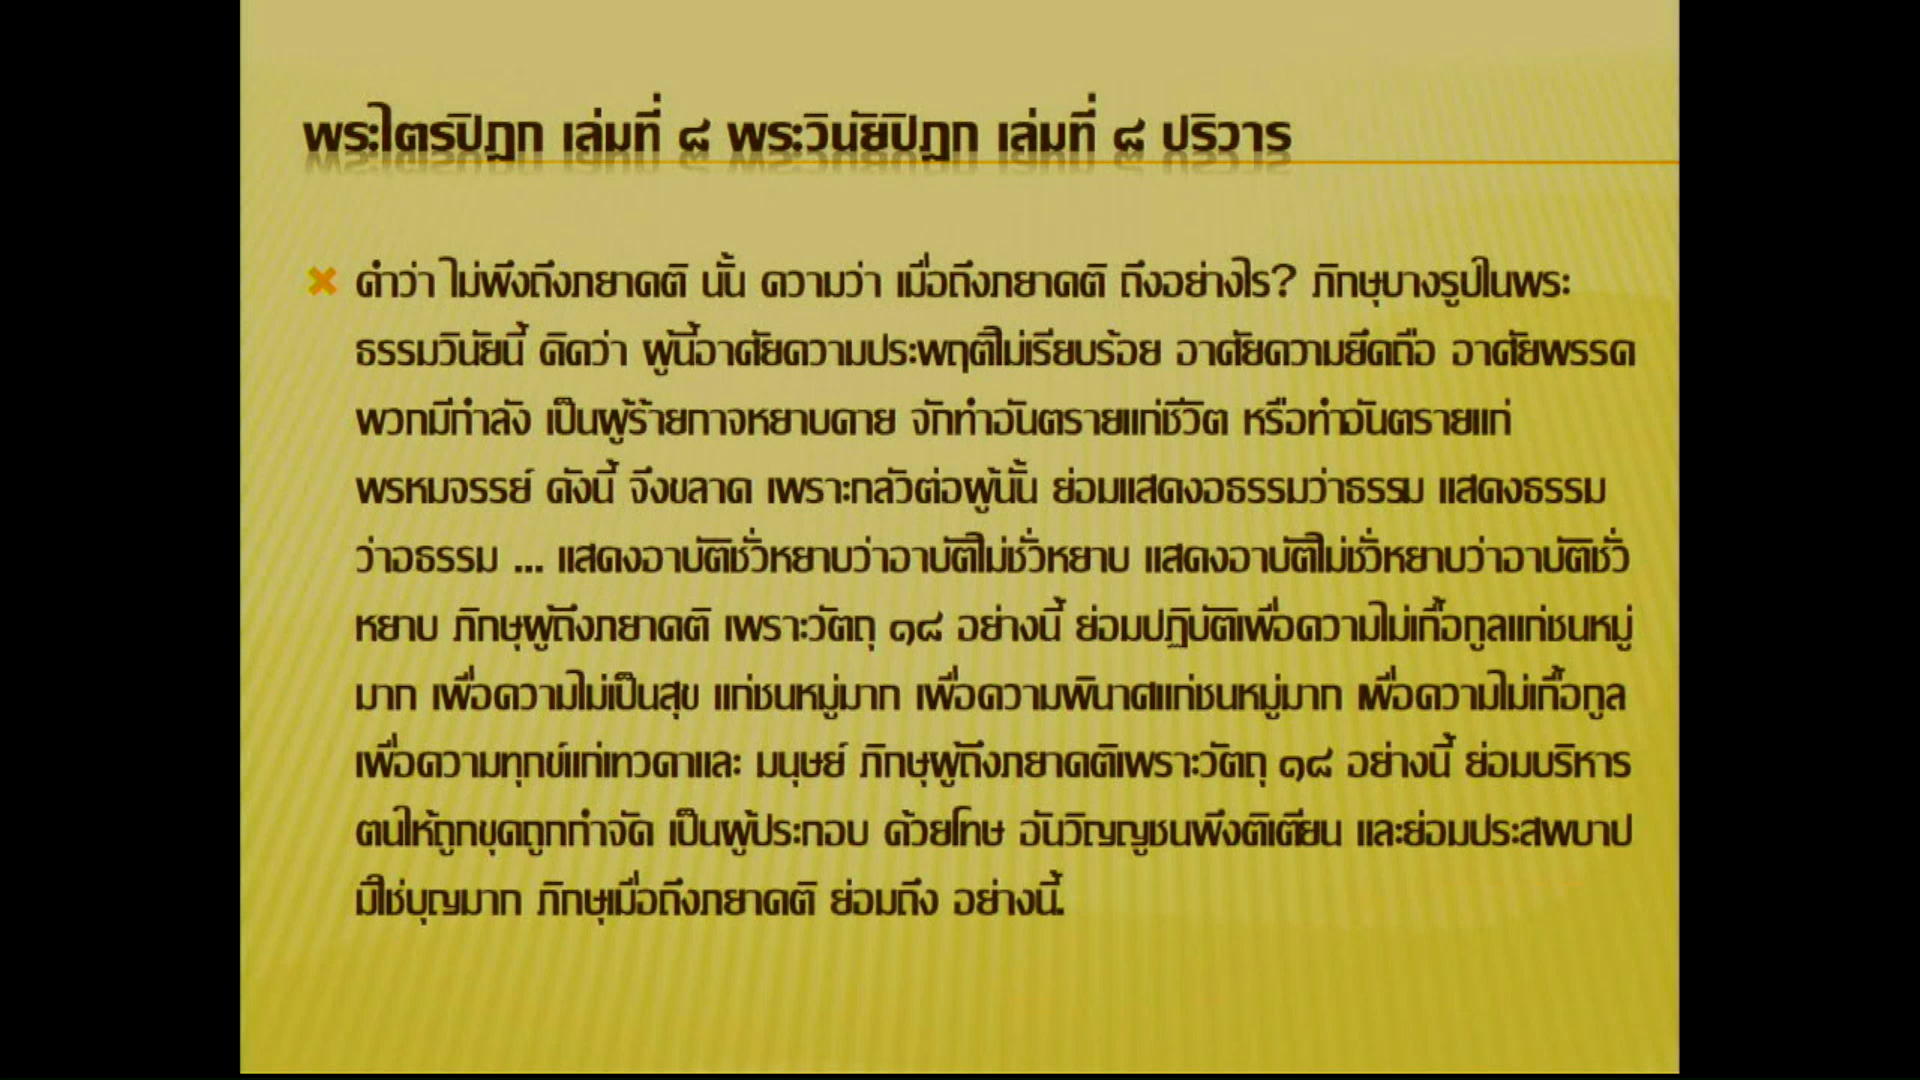 พระไตรปิฎก เล่มที่ ๘ พระวินัยปิฎก เล่มที่ ๘ ปริวาร
คำว่า ไม่พึงถึงภยาคติ นั้น ความว่า เมื่อถึงภยาคติ ถึงอย่างไร? ภิกษุบางรูปในพระ
ธรรมวินัยนี้ คิดว่า ผู้นี้อาศัยความประพฤติไม่เรียบร้อย อาศัยความยึดถือ อาศัยพรรค
พวกมีกำลัง เป็นผู้ร้ายกาจหยาบคาย จักทำอันตรายแก่ชีวิต หรือทำอันตรายแก่
พรหมจรรย์ ดังนี้ จึงขลาด เพราะกลัวต่อผู้นั้น ย่อมแสดงอธรรมว่าธรรม แสดงธรรม
ว่าอธรรม ... แสดงอาบัติชั่วหยาบว่าอาบัติไม่ชั่วหยาบ แสดงอาบัติไม่ชั่วหยาบว่าอาบัติชั่ว
หยาบ ภิกษุผู้ถึงภยาคติ เพราะวัตถุ ๑๘ อย่างนี้ ย่อมปฏิบัติเพื่อความไม่เกื้อกูลแก่ชนหมู่
มาก เพื่อความไม่เป็นสุข แก่ชนหมู่มาก เพื่อความพินาศแก่ชนหมู่มาก เพื่อความไม่เกื้อกูล
เพื่อความทุกข์แก่เทวดาและ มนุษย์ ภิกษุผู้ถึงภยาคติเพราะวัตถุ ๑๘ อย่างนี้ ย่อมบริหาร
ตนให้ถูกขุดถูกกำจัด เป็นผู้ประกอบ ด้วยโทษ อันวิญญูชนพึงติเตียน และย่อมประสพบาป
มิใช่บุญมาก ภิกษุเมื่อถึงภยาคติ ย่อมถึง อย่างนี้.